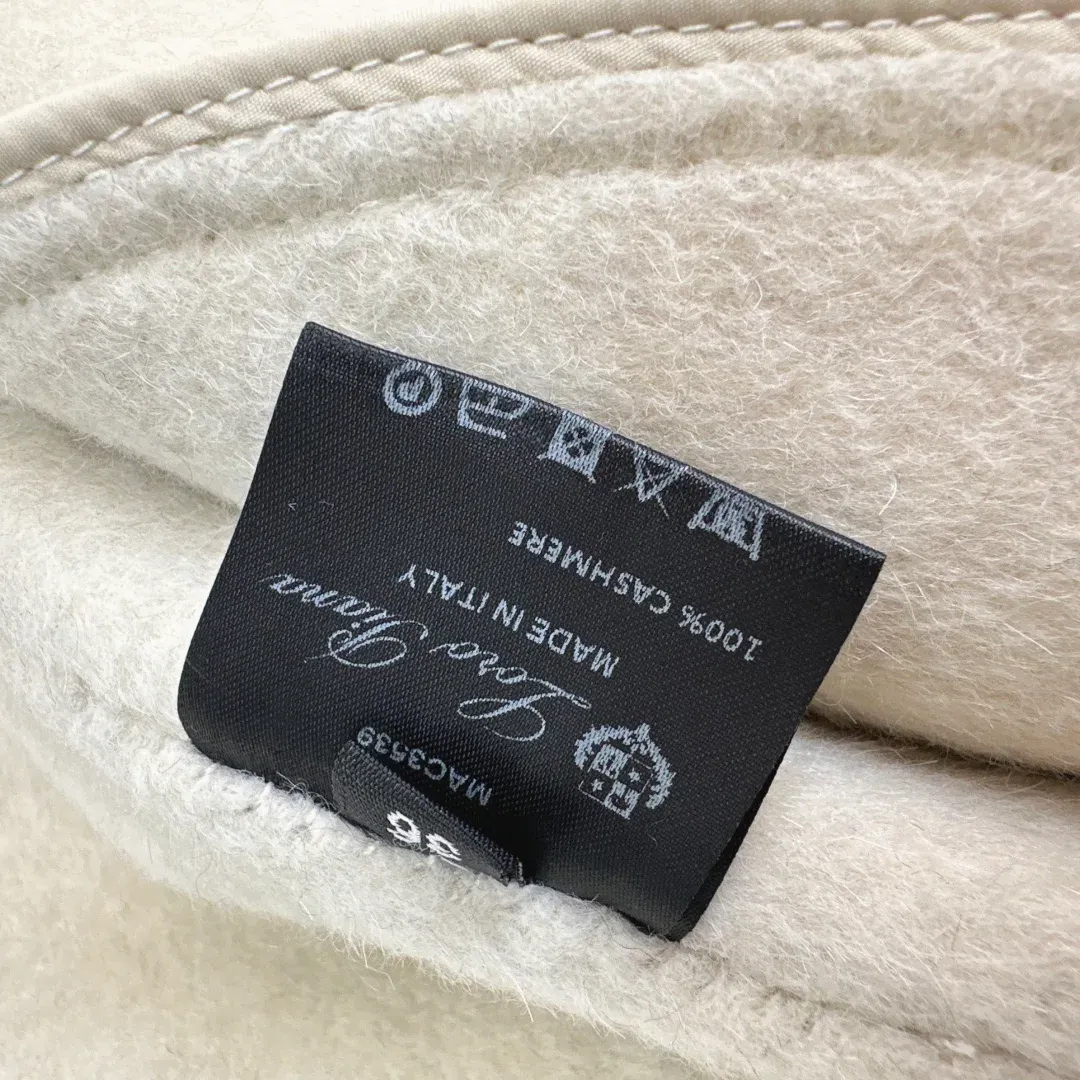 36
MAC3539
Loro Piana
MADE IN ITALY
100% CASHMERE
P